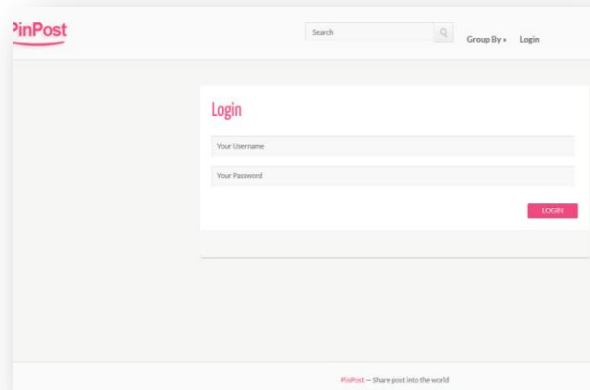 PinPost
Search
Group By » Login
Login
Your Username
Your Password
LOGIN
PinPost — Share post into the world